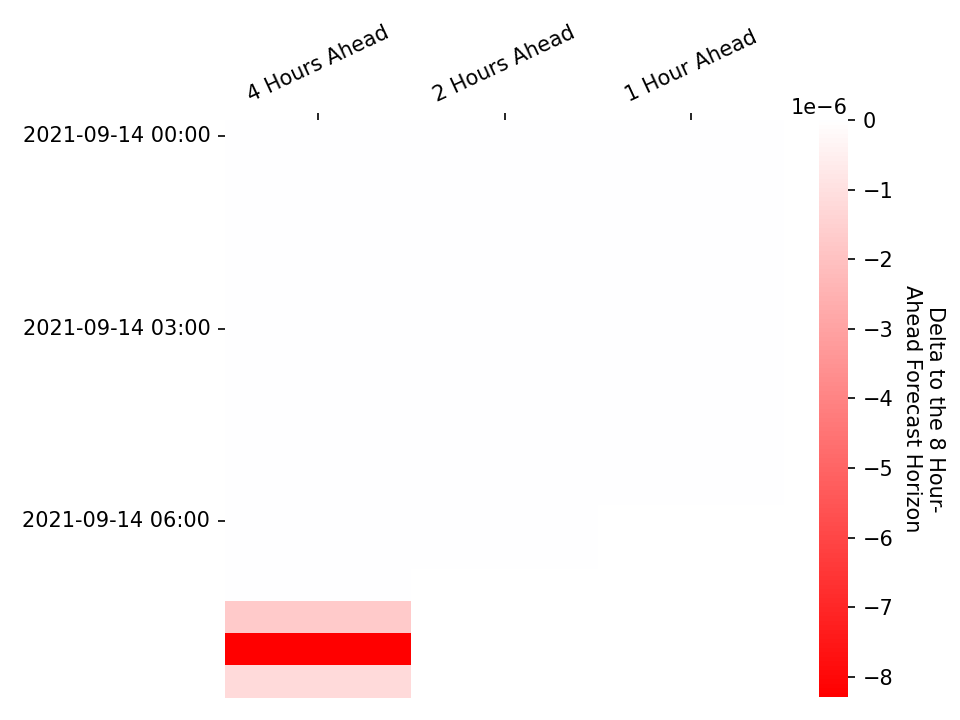 4 Hours Ahead
2 Hours Ahead
1 Hour Ahead
1e−6
2021-09-14 00:00
2021-09-14 03:00
2021-09-14 06:00
0
−1
−2
−3
−4
−5
−6
−7
−8
Delta to the 8 Hour-
Ahead Forecast Horizon